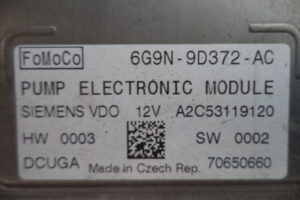 FoMoCo 6G9N-9D372-AC
PUMP ELECTRONIC MODULE
SIEMENS VDO 12V A2C53119120
HW 0003 SW 0002
DCUGA 70650660
Made in Czech Rep.